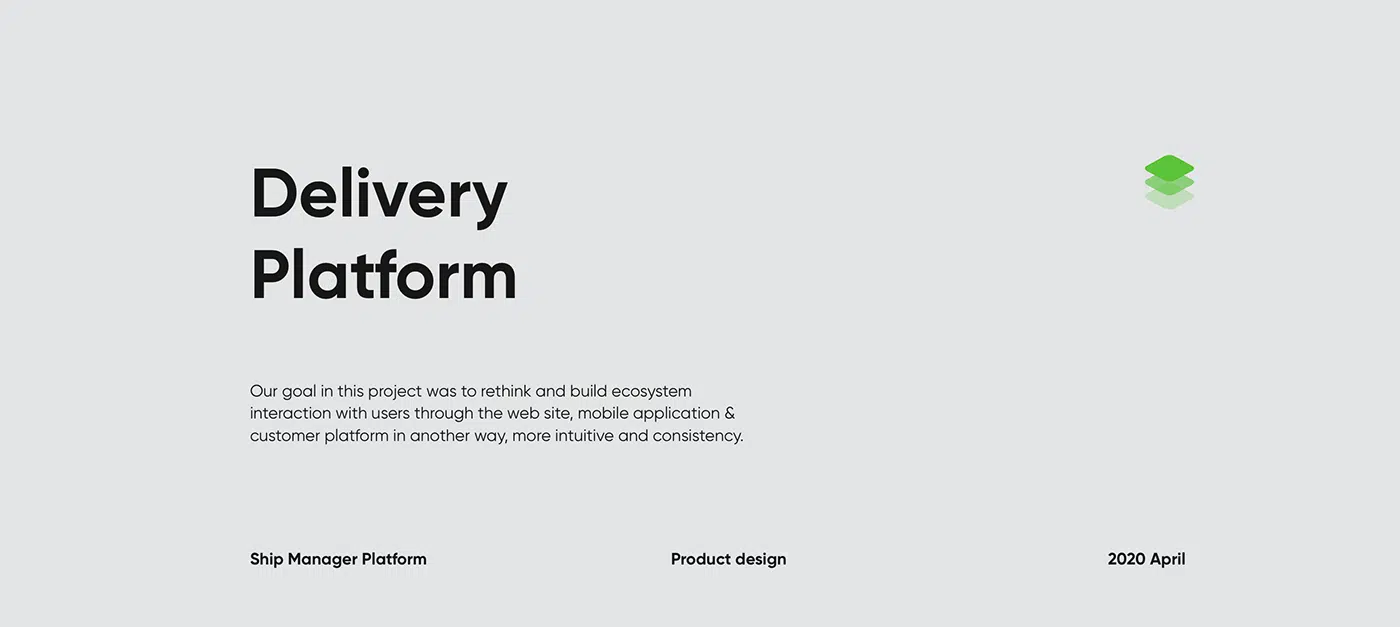 Delivery
Platform
Our goal in this project was to rethink and build ecosystem
interaction with users through the web site, mobile application &
customer platform in another way, more intuitive and consistency.
Ship Manager Platform
Product design
2020 April